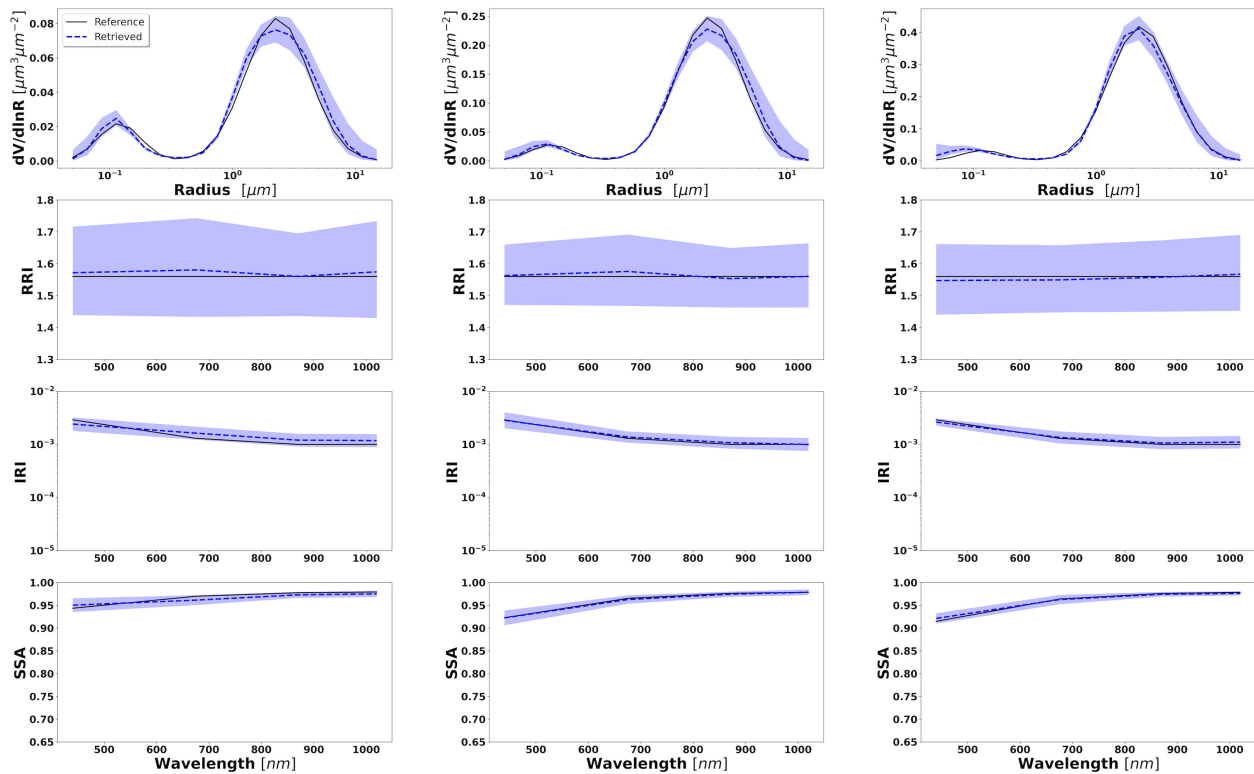 0.08
0.06
0.04
0.02
0.00
dV/dlnR [μm³μm⁻²]
Reference
Retrieved
10⁻¹ 10⁰ 10¹
Radius [μm]
0.25
0.20
0.15
0.10
0.05
0.00
dV/dlnR [μm³μm⁻²]
10⁻¹ 10⁰ 10¹
Radius [μm]
0.4
0.3
0.2
0.1
0.0
dV/dlnR [μm³μm⁻²]
10⁻¹ 10⁰ 10¹
Radius [μm]
1.8
1.7
1.6
1.5
1.4
1.3
RRI
500 600 700 800 900 1000
1.8
1.7
1.6
1.5
1.4
1.3
RRI
500 600 700 800 900 1000
1.8
1.7
1.6
1.5
1.4
1.3
RRI
500 600 700 800 900 1000
10⁻²
10⁻³
10⁻⁴
10⁻⁵
IRI
500 600 700 800 900 1000
10⁻²
10⁻³
10⁻⁴
10⁻⁵
IRI
500 600 700 800 900 1000
10⁻²
10⁻³
10⁻⁴
10⁻⁵
IRI
500 600 700 800 900 1000
1.00
0.95
0.90
0.85
0.80
0.75
0.70
0.65
SSA
500 600 700 800 900 1000
Wavelength [nm]
1.00
0.95
0.90
0.85
0.80
0.75
0.70
0.65
SSA
500 600 700 800 900 1000
Wavelength [nm]
1.00
0.95
0.90
0.85
0.80
0.75
0.70
0.65
SSA
500 600 700 800 900 1000
Wavelength [nm]